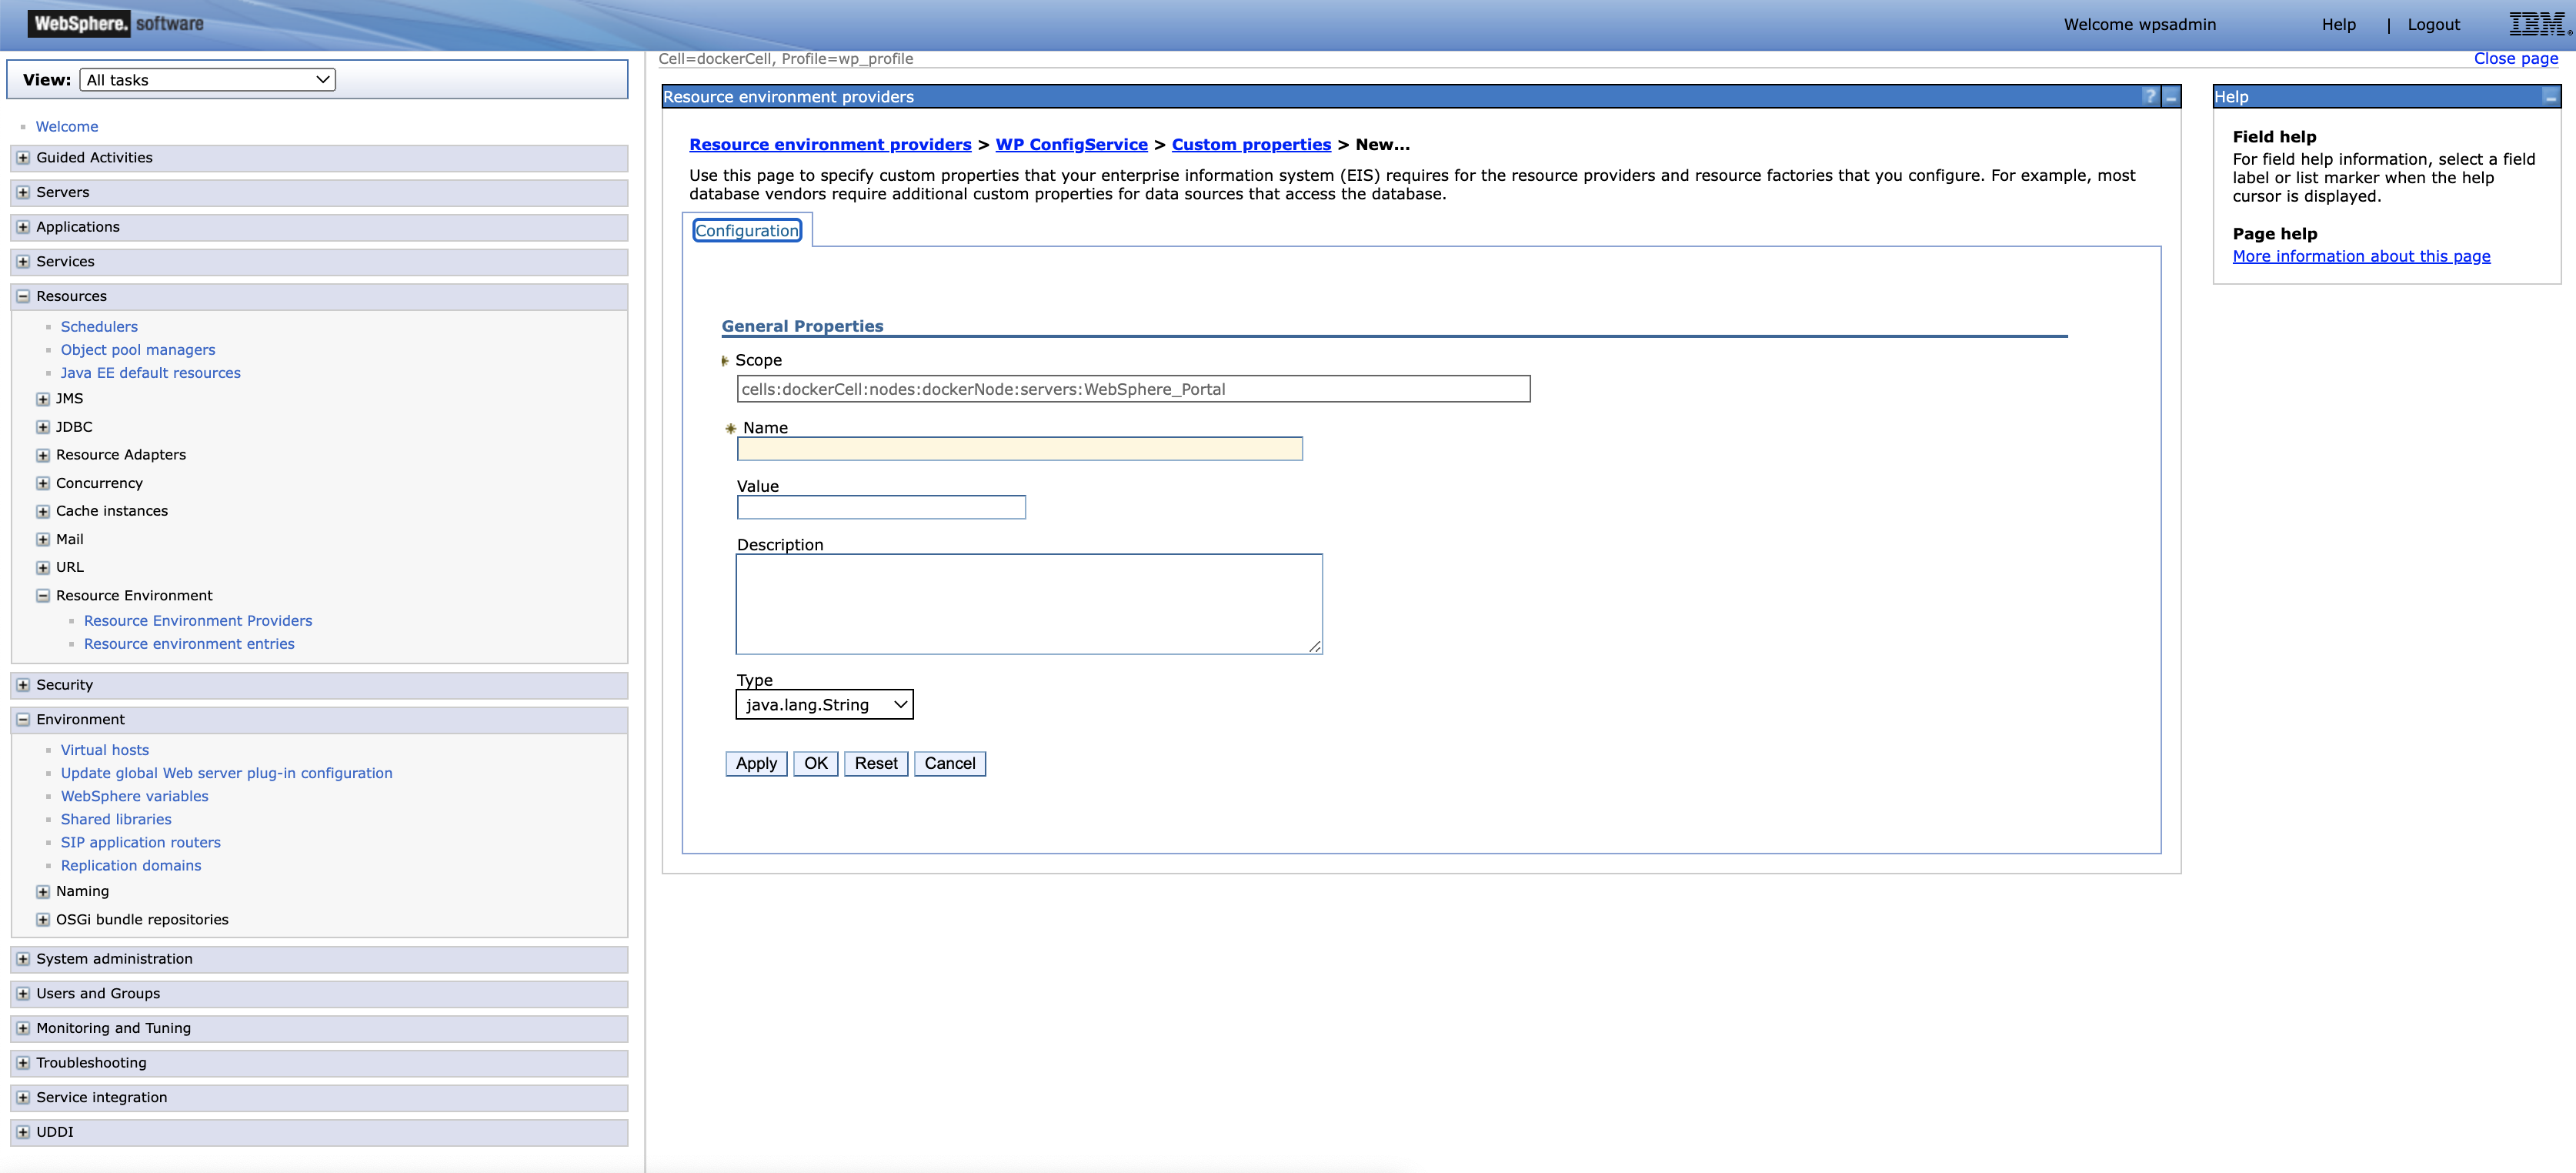 WebSphere. software
Welcome wpsadmin
Help | Logout
IBM.
View: All tasks
Welcome
Guided Activities
Servers
Applications
Services
Resources
Schedulers
Object pool managers
Java EE default resources
JMS
JDBC
Resource Adapters
Concurrency
Cache instances
Mail
URL
Resource Environment
Resource Environment Providers
Resource environment entries
Security
Environment
Virtual hosts
Update global Web server plug-in configuration
WebSphere variables
Shared libraries
SIP application routers
Replication domains
Naming
OSGi bundle repositories
System administration
Users and Groups
Monitoring and Tuning
Troubleshooting
Service integration
UDDI
Cell=dockerCell, Profile=wp_profile
Close page
Resource environment providers
?
Resource environment providers > WP ConfigService > Custom properties > New...
Use this page to specify custom properties that your enterprise information system (EIS) requires for the resource providers and resource factories that you configure. For example, most
database vendors require additional custom properties for data sources that access the database.
Configuration
General Properties
Scope
cells:dockerCell:nodes:dockerNode:servers:WebSphere_Portal
Name
Value
Description
Type
java.lang.String
Apply OK Reset Cancel
Help
Field help
For field help information, select a field
label or list marker when the help
cursor is displayed.
Page help
More information about this page